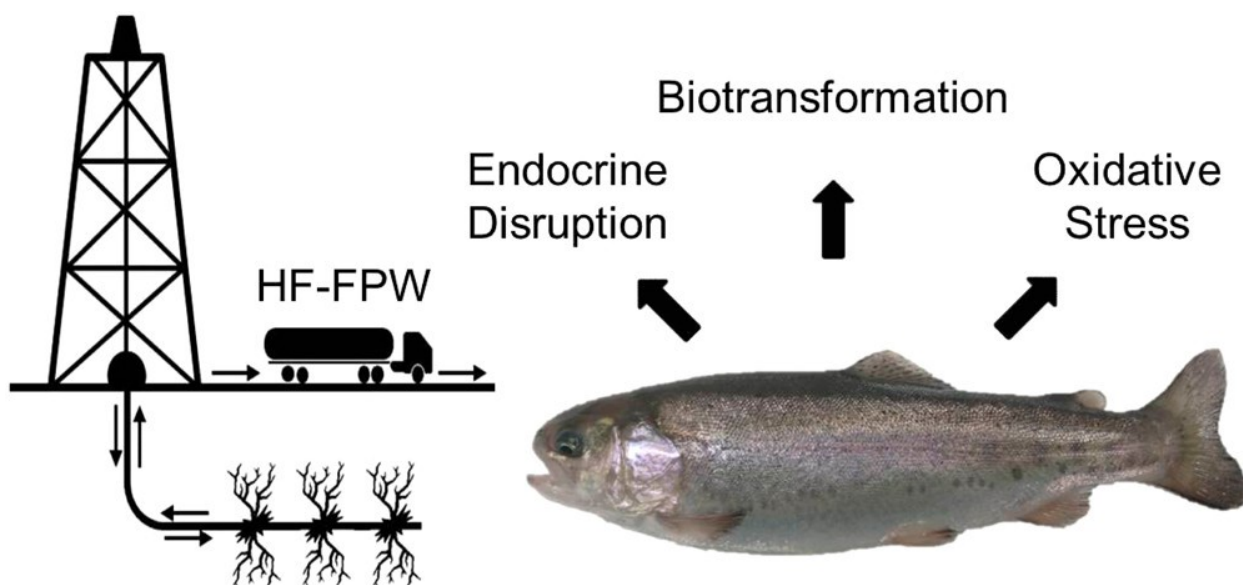 Biotransformation
Endocrine
Disruption
Oxidative
Stress
HF-FPW